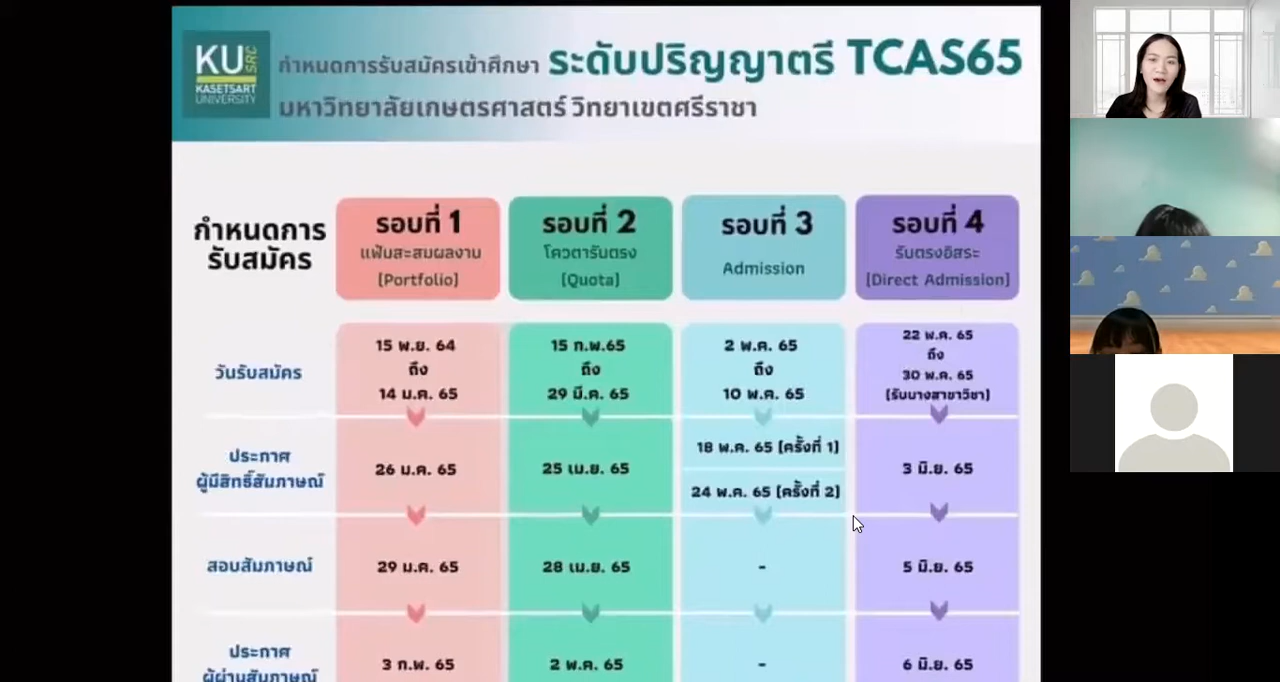 KU SRC
KASETSART
UNIVERSITY
กำหนดการรับสมัครเข้าศึกษา ระดับปริญญาตรี TCAS65
มหาวิทยาลัยเกษตรศาสตร์ วิทยาเขตศรีราชา
กำหนดการ
รับสมัคร
รอบที่ 1
แฟ้มสะสมผลงาน
(Portfolio)
รอบที่ 2
โควตารับตรง
(Quota)
รอบที่ 3
Admission
รอบที่ 4
รับตรงอิสระ
(Direct Admission)
วันรับสมัคร
15 พ.ย. 64
ถึง
14 ม.ค. 65
15 ก.พ.65
ถึง
29 มี.ค. 65
2 พ.ค. 65
ถึง
10 พ.ค. 65
22 พ.ค. 65
ถึง
30 พ.ค. 65
(รับบางสาขาวิชา)
ประกาศ
ผู้มีสิทธิ์สัมภาษณ์
26 ม.ค. 65
25 เม.ย. 65
18 พ.ค. 65 (ครั้งที่ 1)
24 พ.ค. 65 (ครั้งที่ 2)
3 มิ.ย. 65
สอบสัมภาษณ์
29 ม.ค. 65
28 เม.ย. 65
-
5 มิ.ย. 65
ประกาศ
ผู้ผ่านสัมภาษณ์
3 ก.พ. 65
2 พ.ค. 65
-
6 มิ.ย. 65